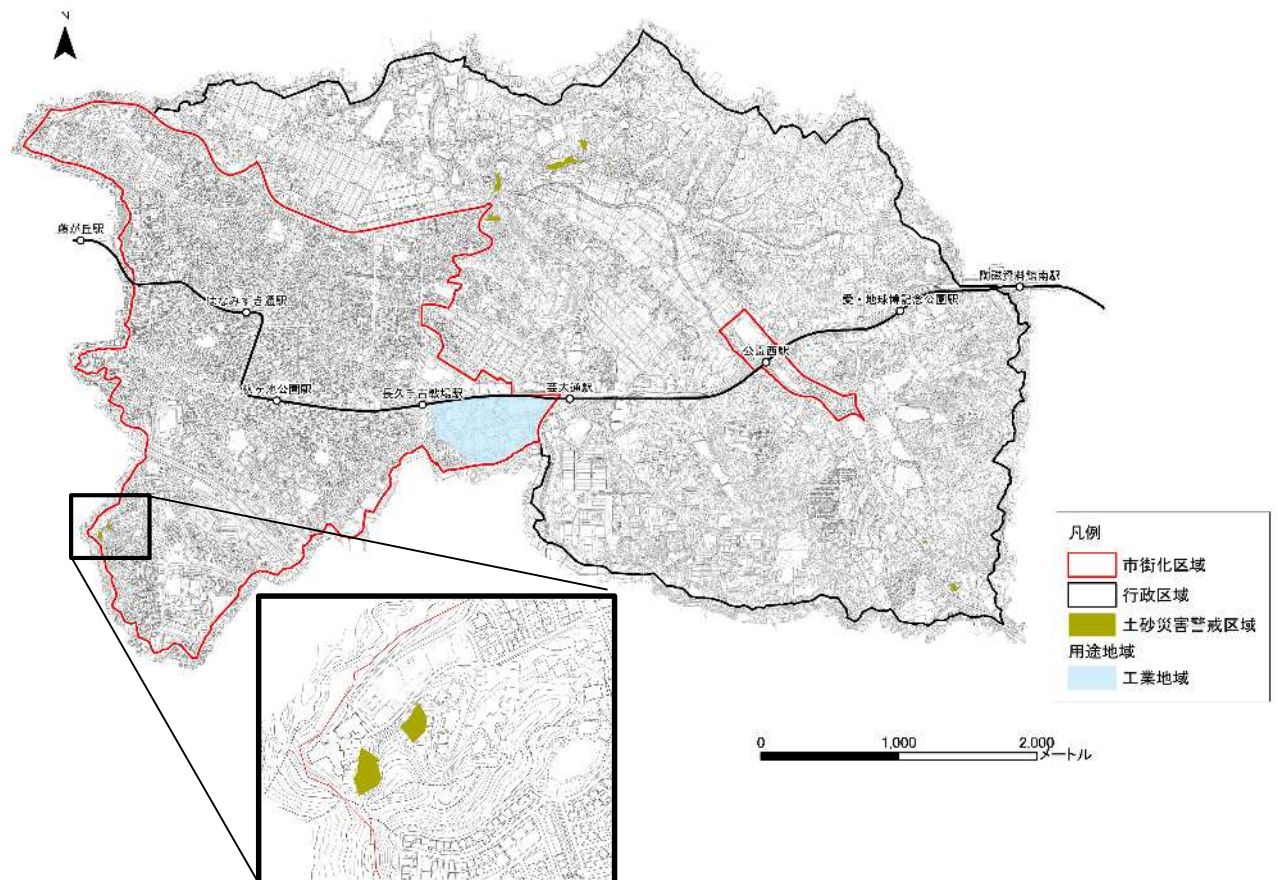 N
藤が丘駅
はなみずき通駅
杁ヶ池公園駅
長久手古戦場駅
芸大通駅
公園西駅
愛・地球博記念公園駅
陶磁資料館南駅
凡例
市街化区域
行政区域
土砂災害警戒区域
用途地域
工業地域
0 1,000 2,000
メートル